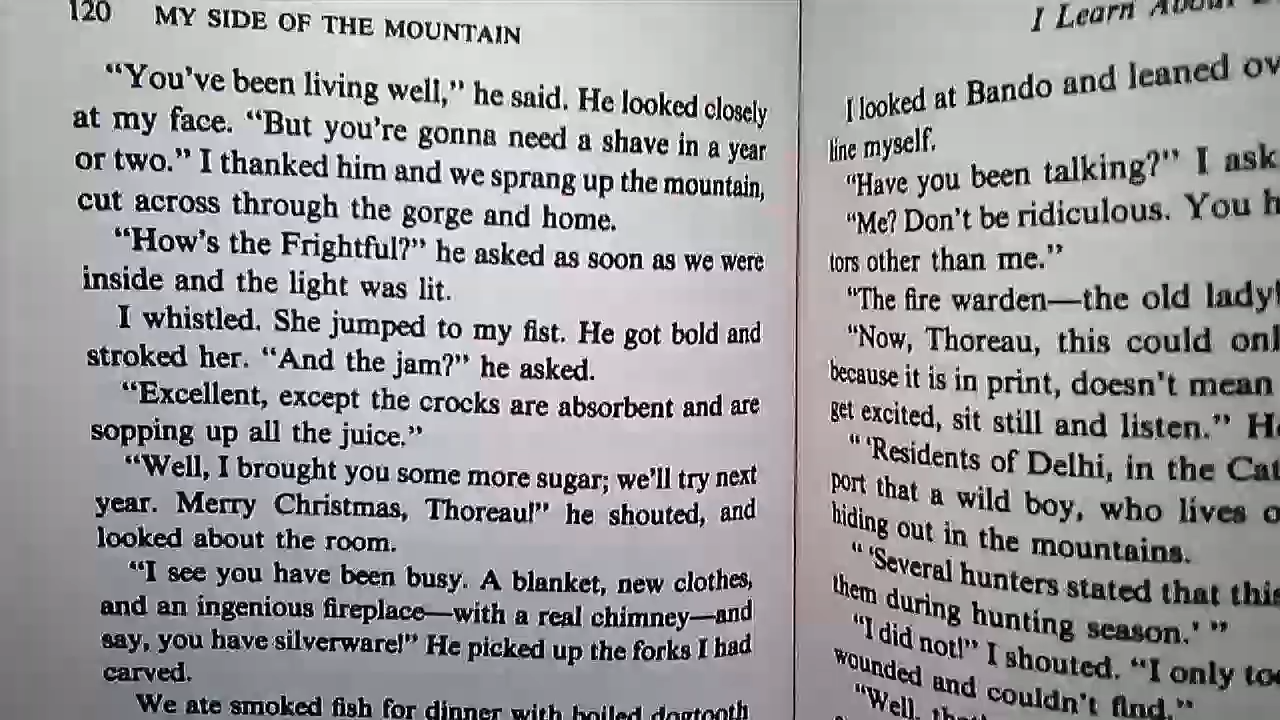 120 MY SIDE OF THE MOUNTAIN
“You've been living well,” he said. He looked closely
at my face. “But you're gonna need a shave in a year
or two.” I thanked him and we sprang up the mountain,
cut across through the gorge and home.
“How's the Frightful?” he asked as soon as we were
inside and the light was lit.
I whistled. She jumped to my fist. He got bold and
stroked her. “And the jam?” he asked.
“Excellent, except the crocks are absorbent and are
sopping up all the juice.”
“Well, I brought you some more sugar; we'll try next
year. Merry Christmas, Thoreau!” he shouted, and
looked about the room.
“I see you have been busy. A blanket, new clothes,
and an ingenious fireplace—with a real chimney—and
say, you have silverware!” He picked up the forks I had
carved.
We ate smoked fish for dinner with boiled dogtooth
I Learn About
I looked at Bando and leaned
line myself.
“Have you been talking?” I
“Me? Don't be ridiculous. You
tors other than me.”
“The fire warden—the old lady!
“Now, Thoreau, this could
because it is in print, doesn't mean
get excited, sit still and listen.”
“ ‘Residents of Delhi, in the
port that a wild boy, who lives
hiding out in the mountains.
“ ‘Several hunters stated that this
them during hunting season.’ ”
“I did not!” I shouted. “I only
wounded and couldn't find.”
“Well,